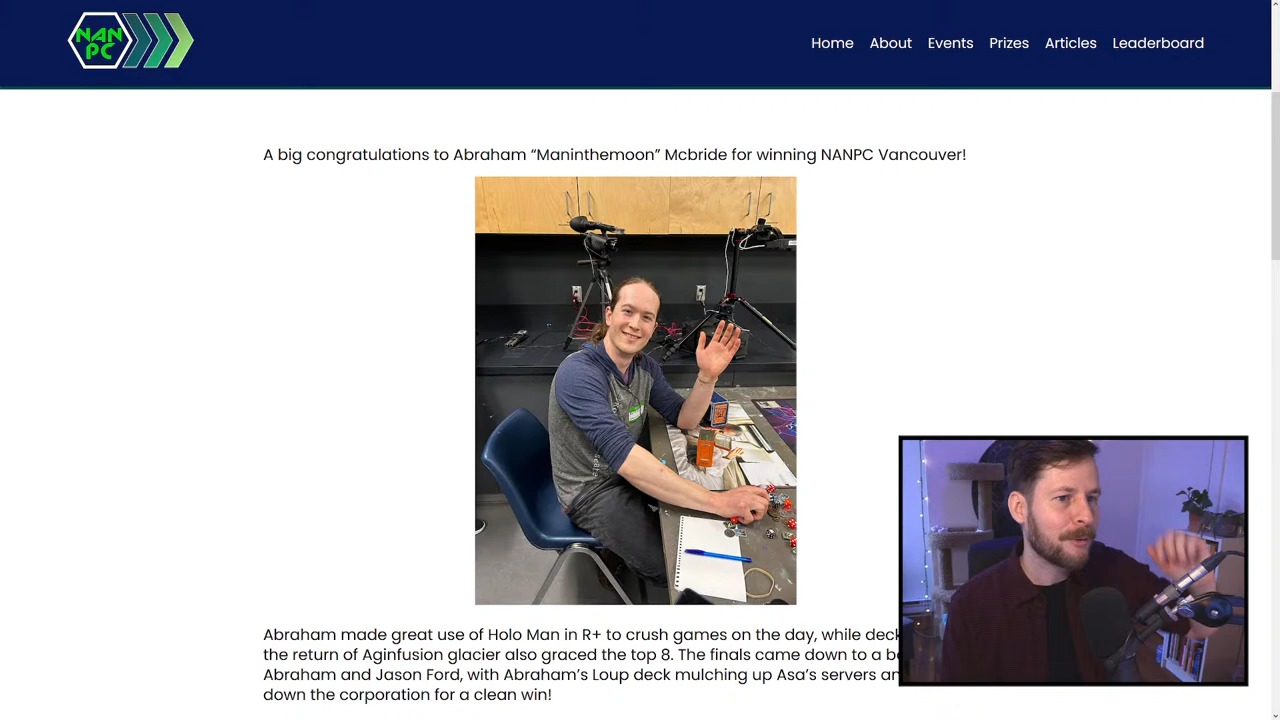 NAN
PC
Home About Events Prizes Articles Leaderboard
A big congratulations to Abraham “Maninthemoon” Mcbride for winning NANPC Vancouver!
Abraham made great use of Holo Man in R+ to crush games on the day, while deck
the return of Aginfusion glacier also graced the top 8. The finals came down to a b
Abraham and Jason Ford, with Abraham’s Loup deck mulching up Asa’s servers an
down the corporation for a clean win!